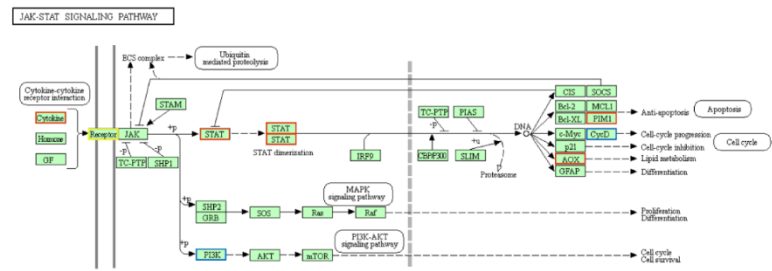 JAK-STAT SIGNALING PATHWAY
ECS complex
Ubiquitin
mediated proteolysis
Cytokine-cytokine
receptor interaction
Cytokine
Hormone
GF
Receptor
JAK
STAM
+p
-p
-p
TC-PTP
SHP1
STAT
STAT
STAT
STAT dimerization
IRF9
TC-PTP
PIAS
-p
CBP/P300
SLIM
+u
Proteasome
DNA
CIS
SOCS
Bcl-2
MCL1
Bcl-XL
PIM1
c-Myc
CycD
p21
AOX
GFAP
Anti-apoptosis
Apoptosis
Cell-cycle progression
Cell-cycle inhibition
Cell cycle
Lipid metabolism
Differentiation
+p
SHP2
GRB
SOS
Ras
Raf
MAPK
signaling pathway
Proliferation
Differentiation
+p
PI3K
AKT
mTOR
PI3K-AKT
signaling pathway
Cell cycle
Cell survival